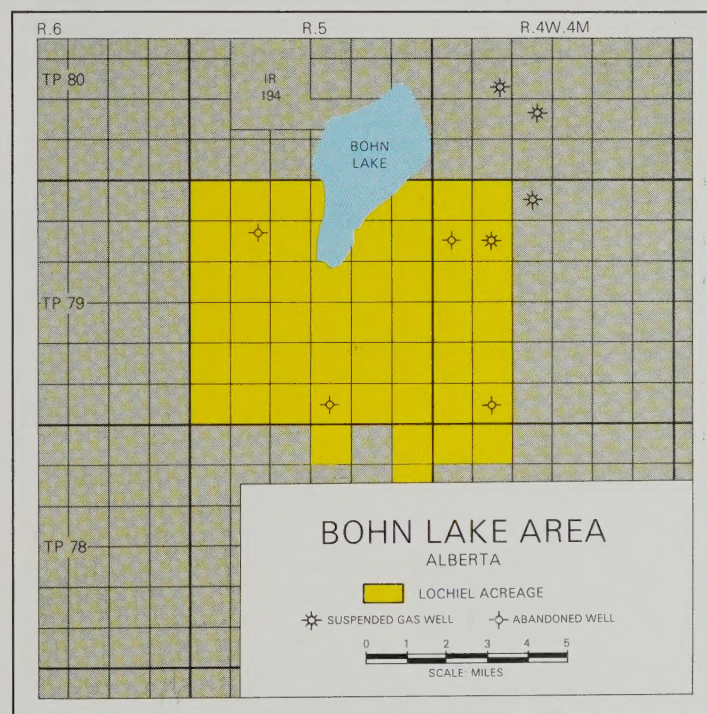 R.6 R.5 R.4W.4M
TP 80
IR
194
BOHN
LAKE
TP 79
TP 78
BOHN LAKE AREA
ALBERTA
LOCHIEL ACREAGE
SUSPENDED GAS WELL ABANDONED WELL
0 1 2 3 4 5
SCALE: MILES